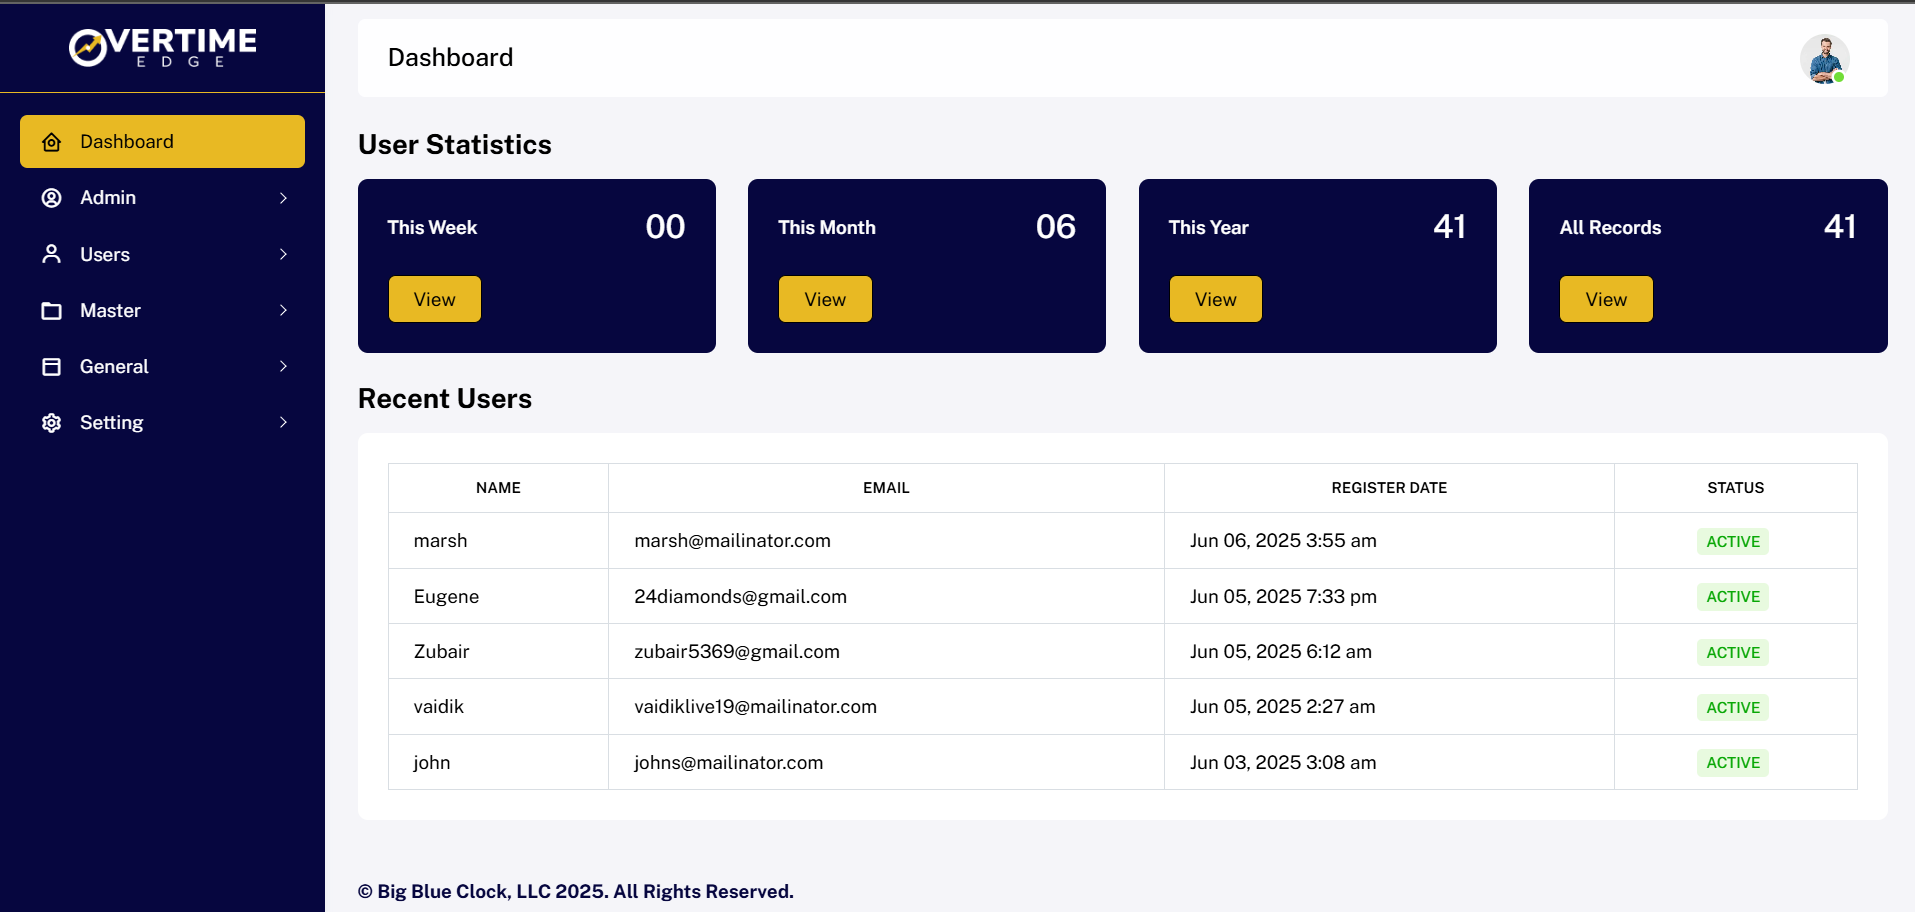 OVERTIME
EDGE
Dashboard
Admin
Users
Master
General
Setting
Dashboard
User Statistics
This Week 00
View
This Month 06
View
This Year 41
View
All Records 41
View
Recent Users
NAME EMAIL REGISTER DATE STATUS
marsh marsh@mailinator.com Jun 06, 2025 3:55 am ACTIVE
Eugene 24diamonds@gmail.com Jun 05, 2025 7:33 pm ACTIVE
Zubair zubair5369@gmail.com Jun 05, 2025 6:12 am ACTIVE
vaidik vaidiklive19@mailinator.com Jun 05, 2025 2:27 am ACTIVE
john johns@mailinator.com Jun 03, 2025 3:08 am ACTIVE
© Big Blue Clock, LLC 2025. All Rights Reserved.